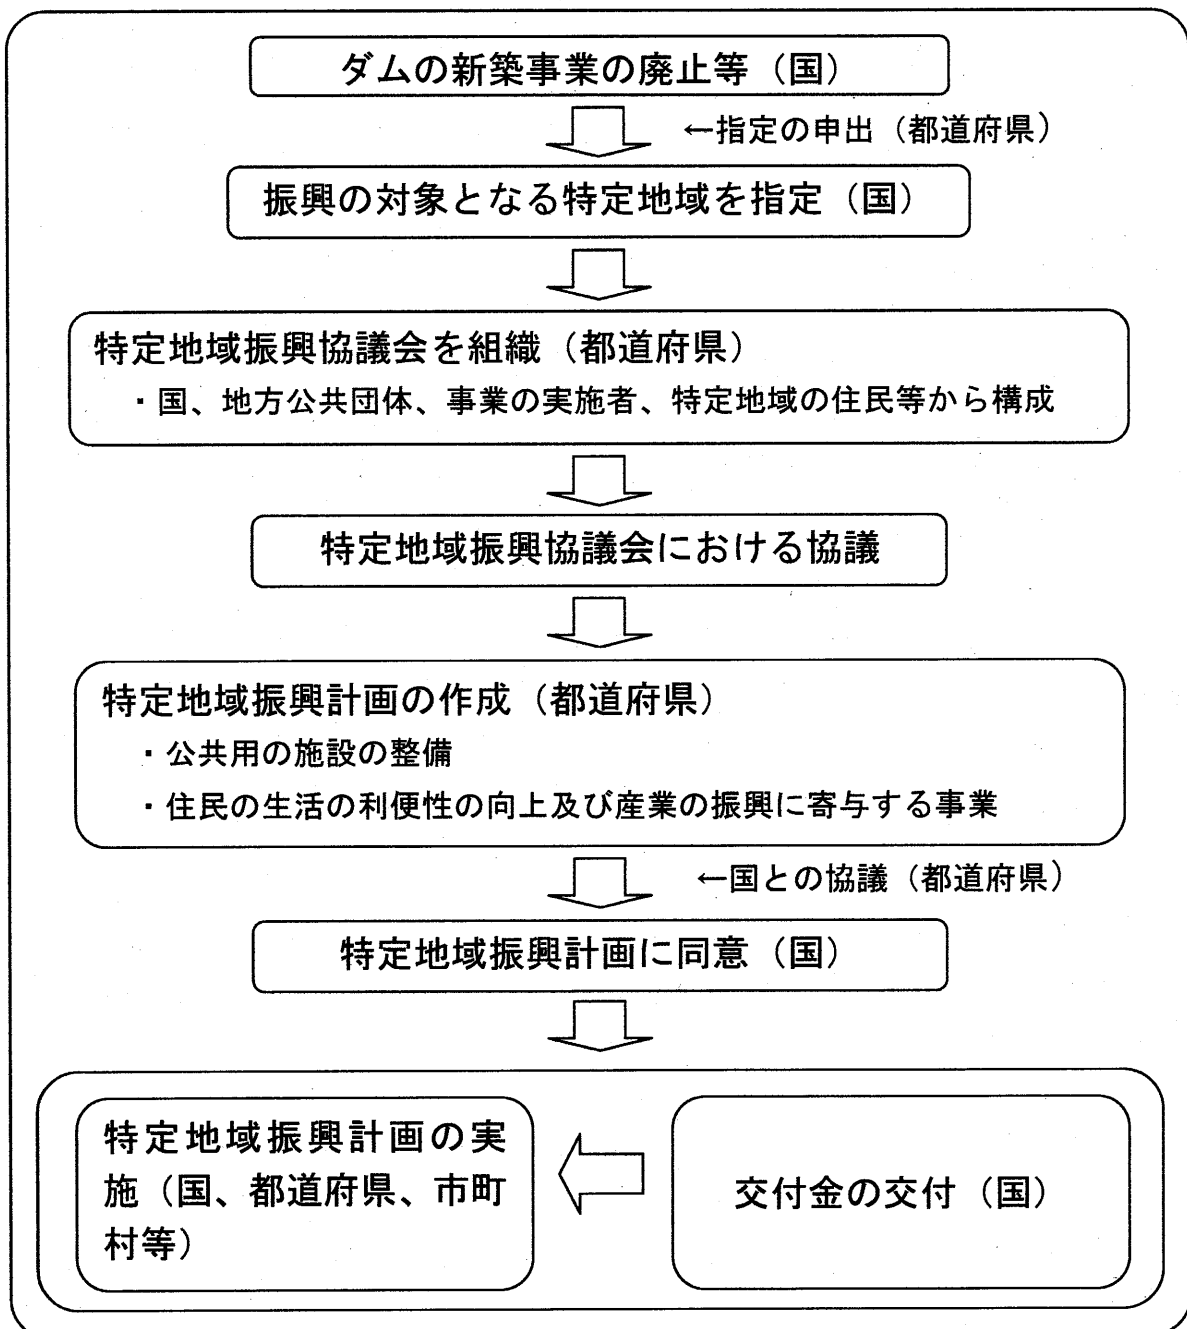 ダムの新築事業の廃止等（国）
←指定の申出（都道府県）
振興の対象となる特定地域を指定（国）
特定地域振興協議会を組織（都道府県）
・国、地方公共団体、事業の実施者、特定地域の住民等から構成
特定地域振興協議会における協議
特定地域振興計画の作成（都道府県）
・公共用の施設の整備
・住民の生活の利便性の向上及び産業の振興に寄与する事業
←国との協議（都道府県）
特定地域振興計画に同意（国）
特定地域振興計画の実
施（国、都道府県、市町
村等）
交付金の交付（国）